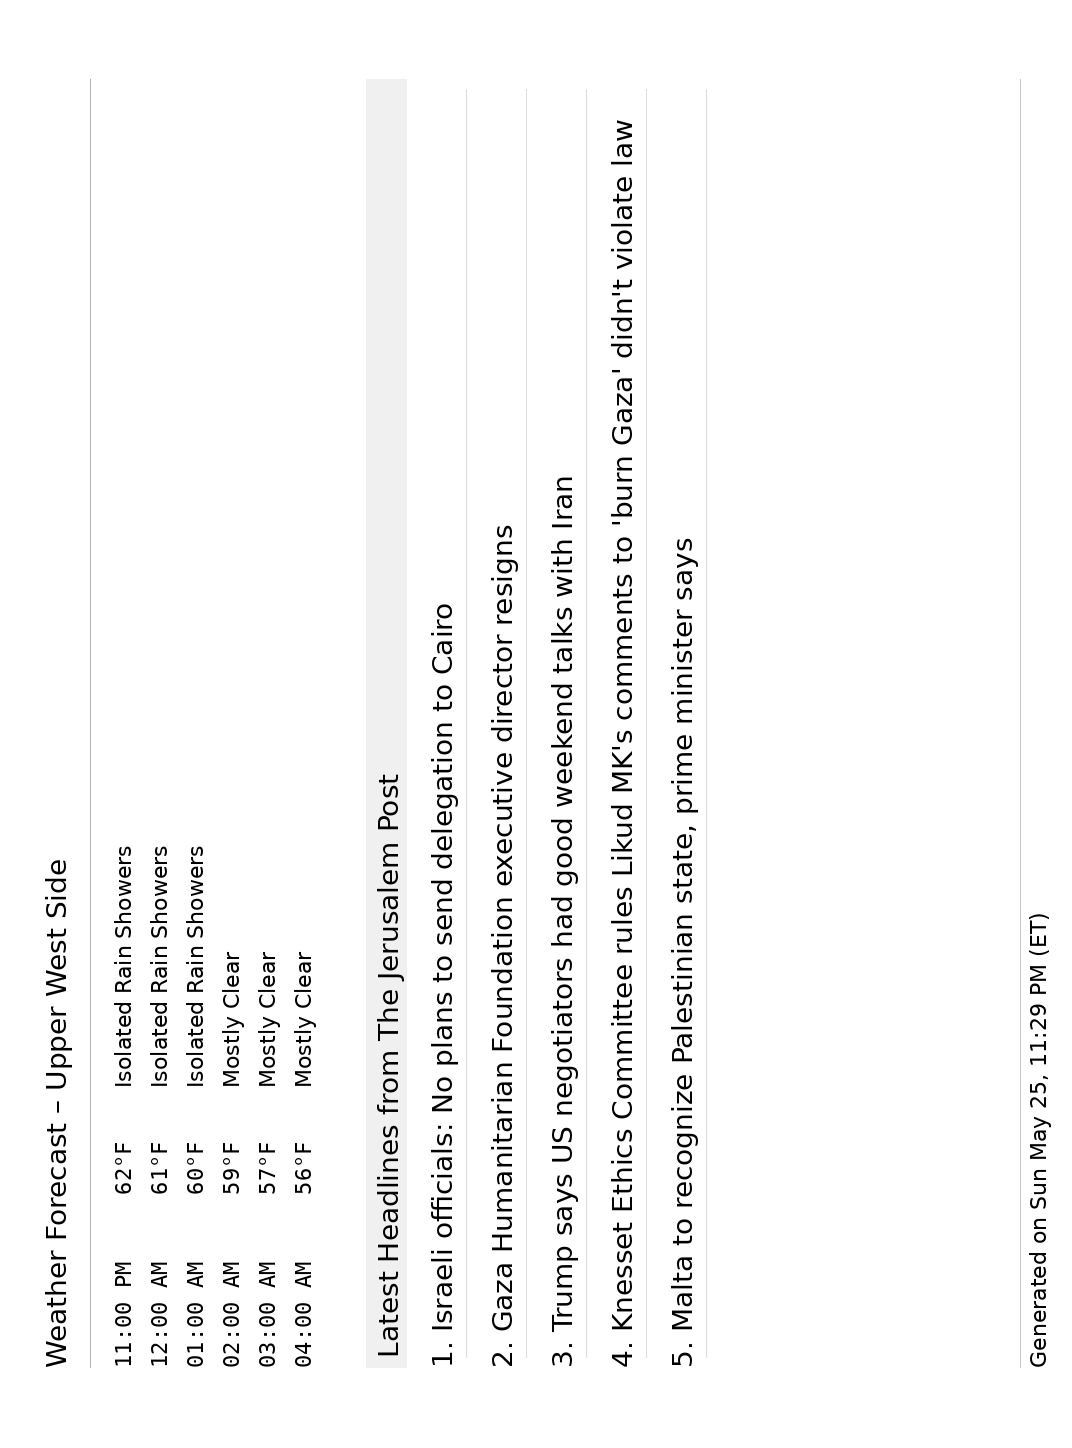 Weather Forecast – Upper West Side
11:00 PM 62°F Isolated Rain Showers
12:00 AM 61°F Isolated Rain Showers
01:00 AM 60°F Isolated Rain Showers
02:00 AM 59°F Mostly Clear
03:00 AM 57°F Mostly Clear
04:00 AM 56°F Mostly Clear
Latest Headlines from The Jerusalem Post
1. Israeli officials: No plans to send delegation to Cairo
2. Gaza Humanitarian Foundation executive director resigns
3. Trump says US negotiators had good weekend talks with Iran
4. Knesset Ethics Committee rules Likud MK's comments to 'burn Gaza' didn't violate law
5. Malta to recognize Palestinian state, prime minister says
Generated on Sun May 25, 11:29 PM (ET)